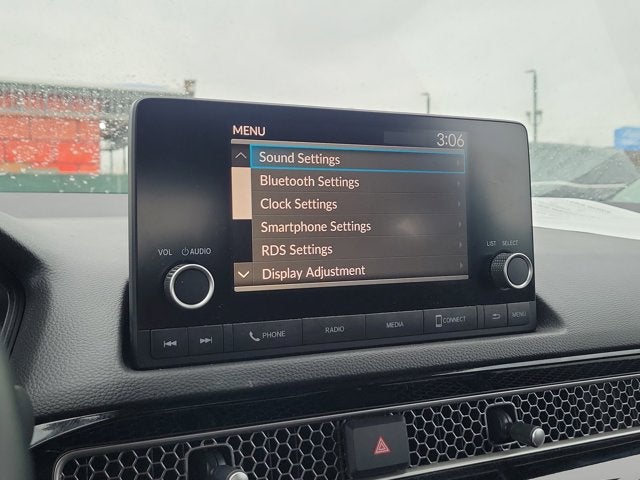 MENU 3:06
Sound Settings
Bluetooth Settings
Clock Settings
Smartphone Settings
RDS Settings
Display Adjustment
VOL AUDIO
LIST SELECT
PHONE RADIO MEDIA CONNECT MENU